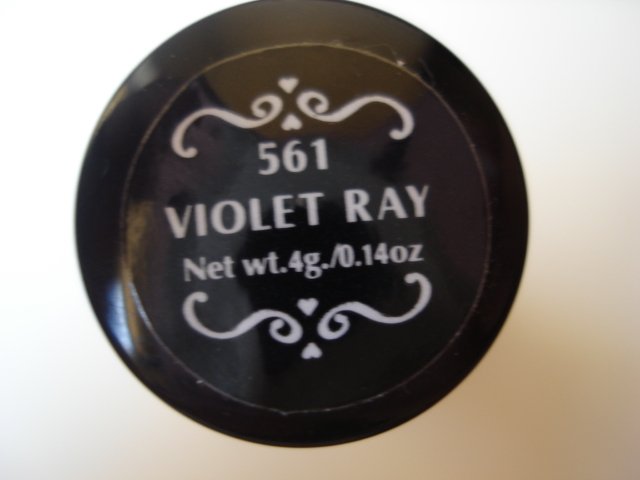 561
VIOLET RAY
Net wt.4g./0.14oz